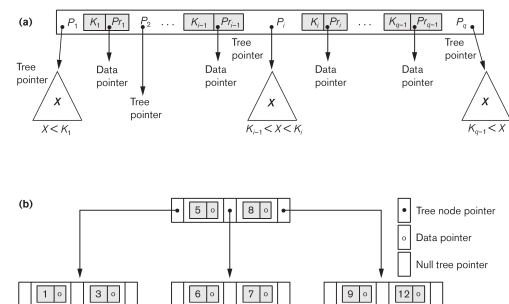 (a)
P1 K1 Pr1 P2 . . . Ki–1 Pri–1 Pi Ki Pri . . . Kq–1 Prq–1 Pq
Tree pointer
Data pointer
Tree pointer
Data pointer
Tree pointer
Data pointer
Data pointer
Tree pointer
X
X
X
X < K1
Ki–1 < X < Ki
Kq–1 < X
(b)
5 o 8 o
Tree node pointer
o Data pointer
Null tree pointer
1 o 3 o 6 o 7 o 9 o 12 o